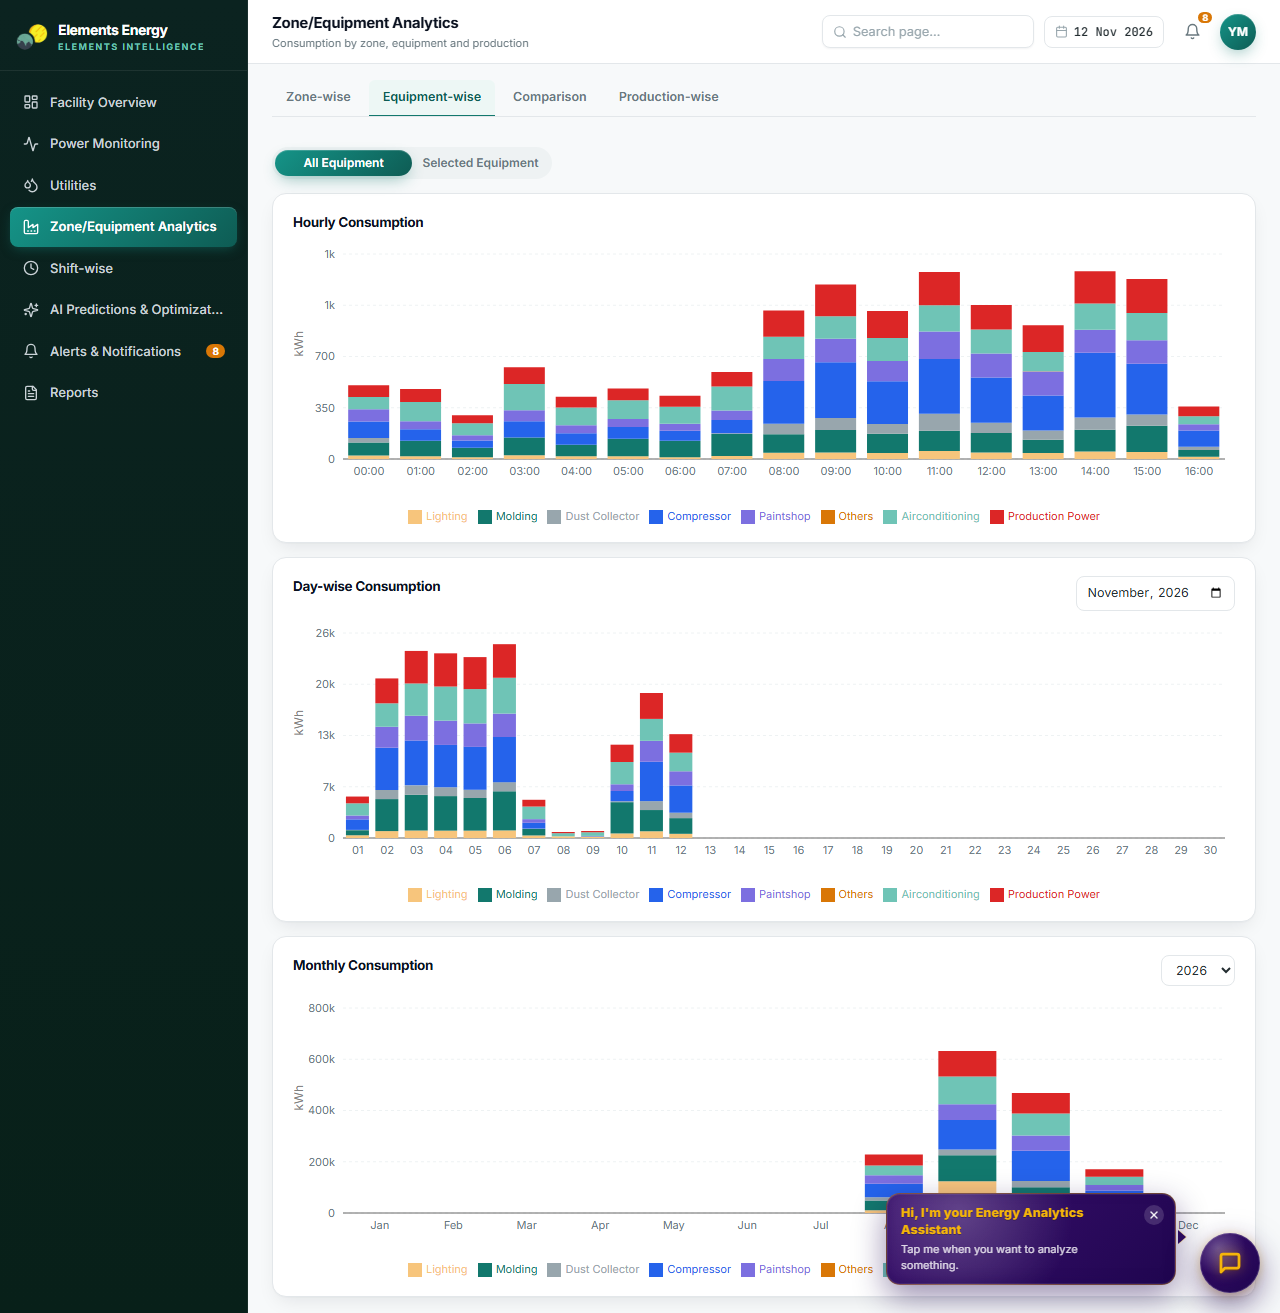 Elements Energy
ELEMENTS INTELLIGENCE
Facility Overview
Power Monitoring
Utilities
Zone/Equipment Analytics
Shift-wise
AI Predictions & Optimizat...
Alerts & Notifications
8
Reports
Zone/Equipment Analytics
Consumption by zone, equipment and production
Search page...
12 Nov 2026
8
YM
Zone-wise
Equipment-wise
Comparison
Production-wise
All Equipment
Selected Equipment
Hourly Consumption
1k
1k
700
350
0
kWh
00:00 01:00 02:00 03:00 04:00 05:00 06:00 07:00 08:00 09:00 10:00 11:00 12:00 13:00 14:00 15:00 16:00
Lighting Molding Dust Collector Compressor Paintshop Others Airconditioning Production Power
Day-wise Consumption
November, 2026
26k
20k
13k
7k
0
kWh
01 02 03 04 05 06 07 08 09 10 11 12 13 14 15 16 17 18 19 20 21 22 23 24 25 26 27 28 29 30
Lighting Molding Dust Collector Compressor Paintshop Others Airconditioning Production Power
Monthly Consumption
2026
800k
600k
400k
200k
0
kWh
Jan Feb Mar Apr May Jun Jul Dec
Lighting Molding Dust Collector Compressor Paintshop Others
Hi, I'm your Energy Analytics
Assistant
Tap me when you want to analyze
something.